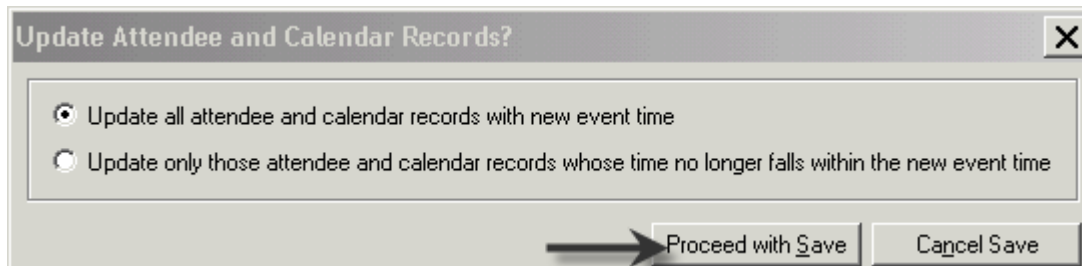 Update Attendee and Calendar Records?
Update all attendee and calendar records with new event time
Update only those attendee and calendar records whose time no longer falls within the new event time
Proceed with Save Cancel Save